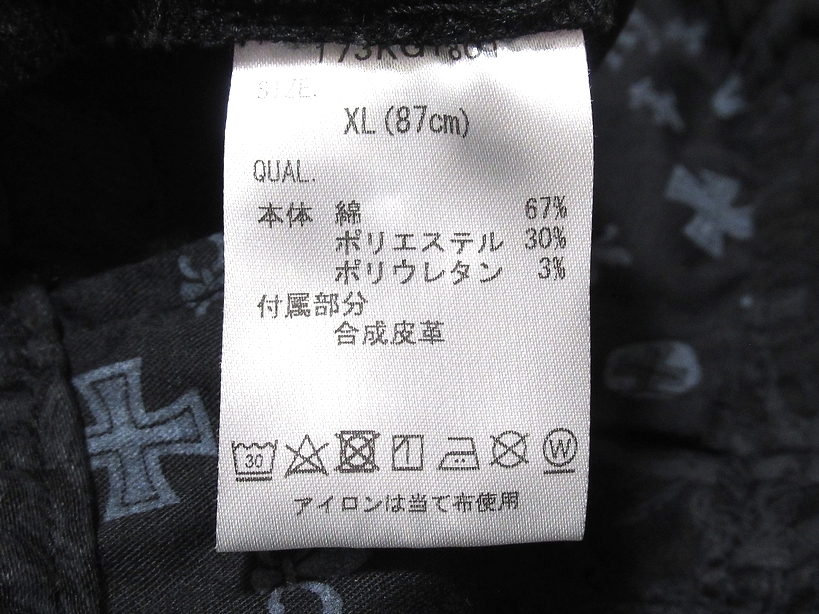 SIZE.
XL(87cm)
QUAL.
本体 綿 67%
ポリエステル 30%
ポリウレタン 3%
付属部分
合成皮革
30 W
アイロンは当て布使用